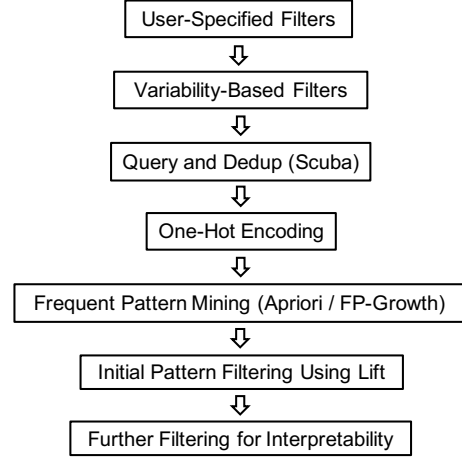 User-Specified Filters
Variability-Based Filters
Query and Dedup (Scuba)
One-Hot Encoding
Frequent Pattern Mining (Apriori / FP-Growth)
Initial Pattern Filtering Using Lift
Further Filtering for Interpretability